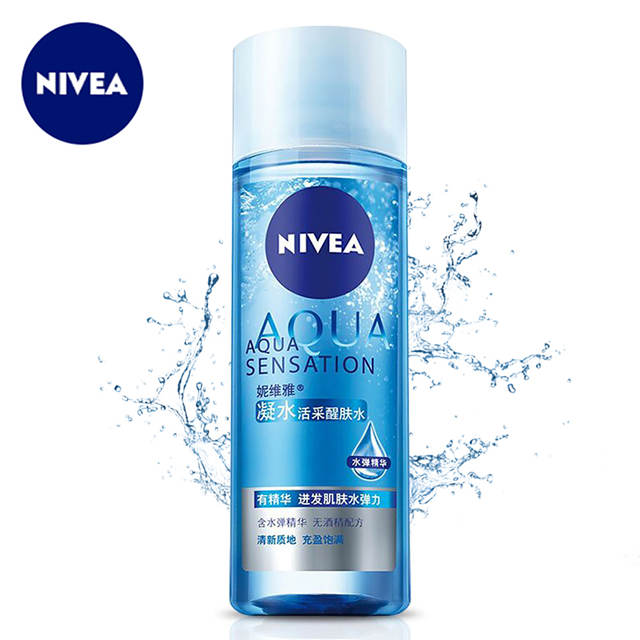 NIVEA
NIVEA
AQUA
AQUA
SENSATION
妮维雅®
凝水活采醒肤水
水弹精华
有精华 迸发肌肤水弹力
含水弹精华 无酒精配方
清新质地 充盈饱满